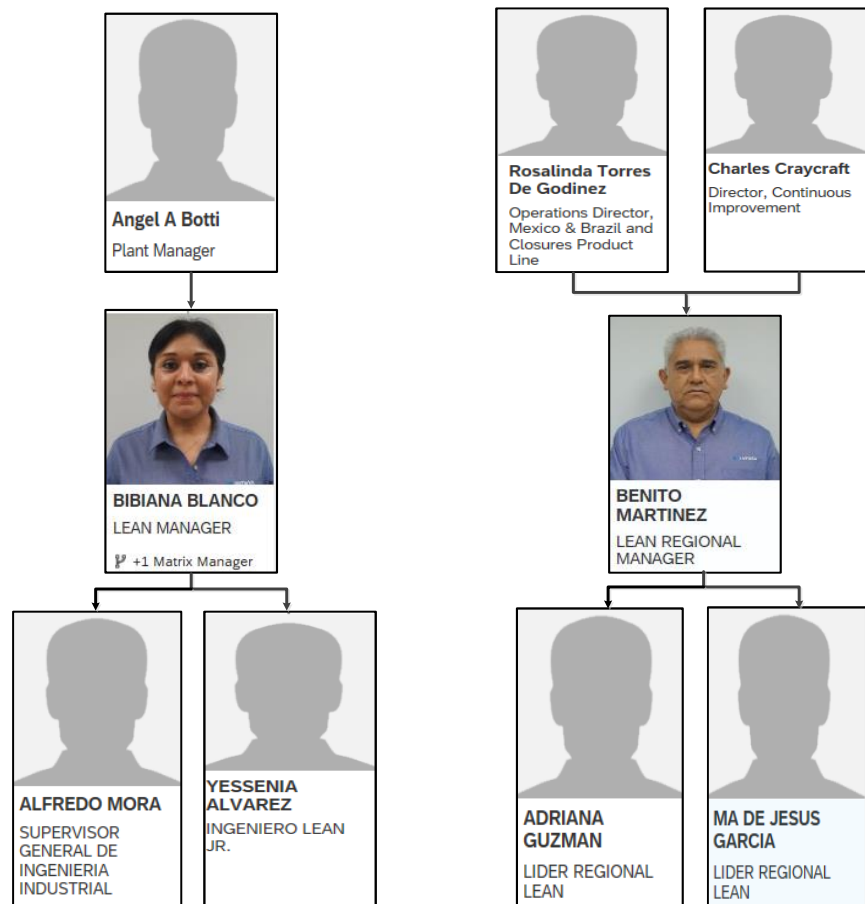 Angel A Botti
Plant Manager
Rosalinda Torres
De Godinez
Operations Director,
Mexico & Brazil and
Closures Product
Line
Charles Craycraft
Director, Continuous
Improvement
BIBIANA BLANCO
LEAN MANAGER
+1 Matrix Manager
BENITO
MARTINEZ
LEAN REGIONAL
MANAGER
ALFREDO MORA
SUPERVISOR
GENERAL DE
INGENIERIA
INDUSTRIAL
YESSENIA
ALVAREZ
INGENIERO LEAN
JR.
ADRIANA
GUZMAN
LIDER REGIONAL
LEAN
MA DE JESUS
GARCIA
LIDER REGIONAL
LEAN